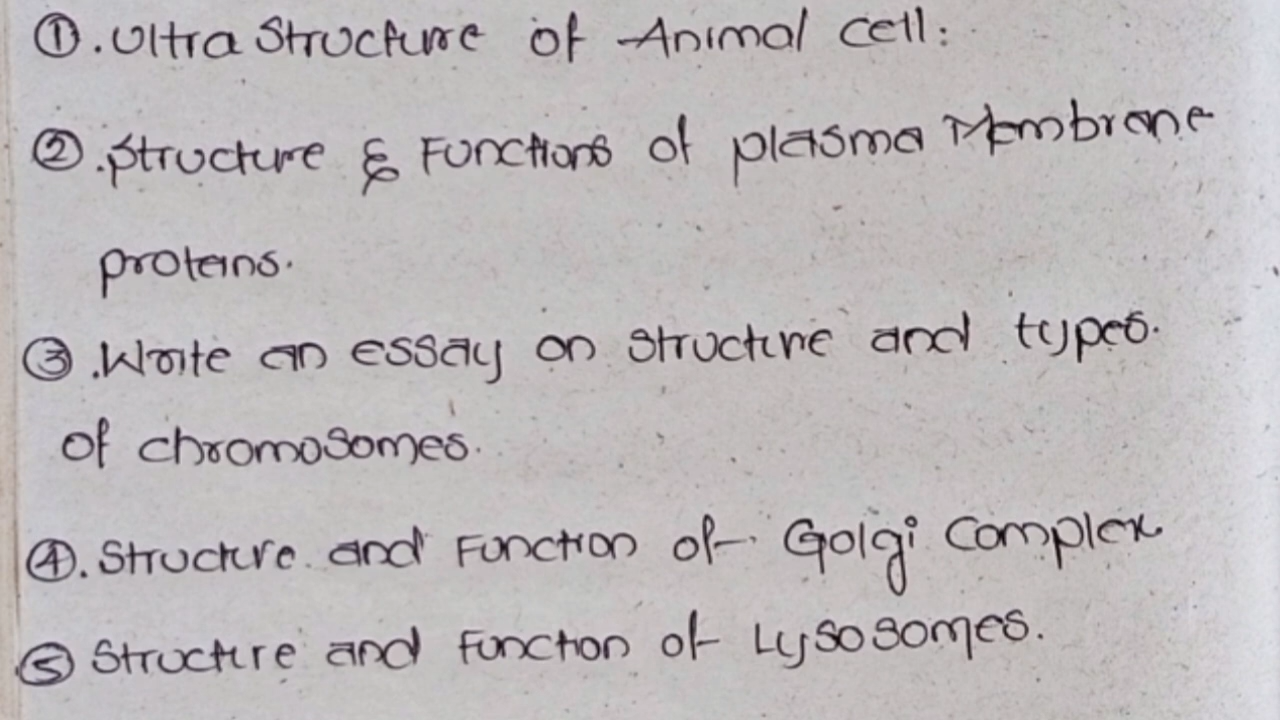 ①. Ultra Structure of Animal cell:
②. Structure & Functions of plasma Membrane
proteins.
③. Write an essay on structure and types.
of chromosomes.
④. Structure and Function of Golgi Complex
⑤ Structure and Function of Lysosomes.